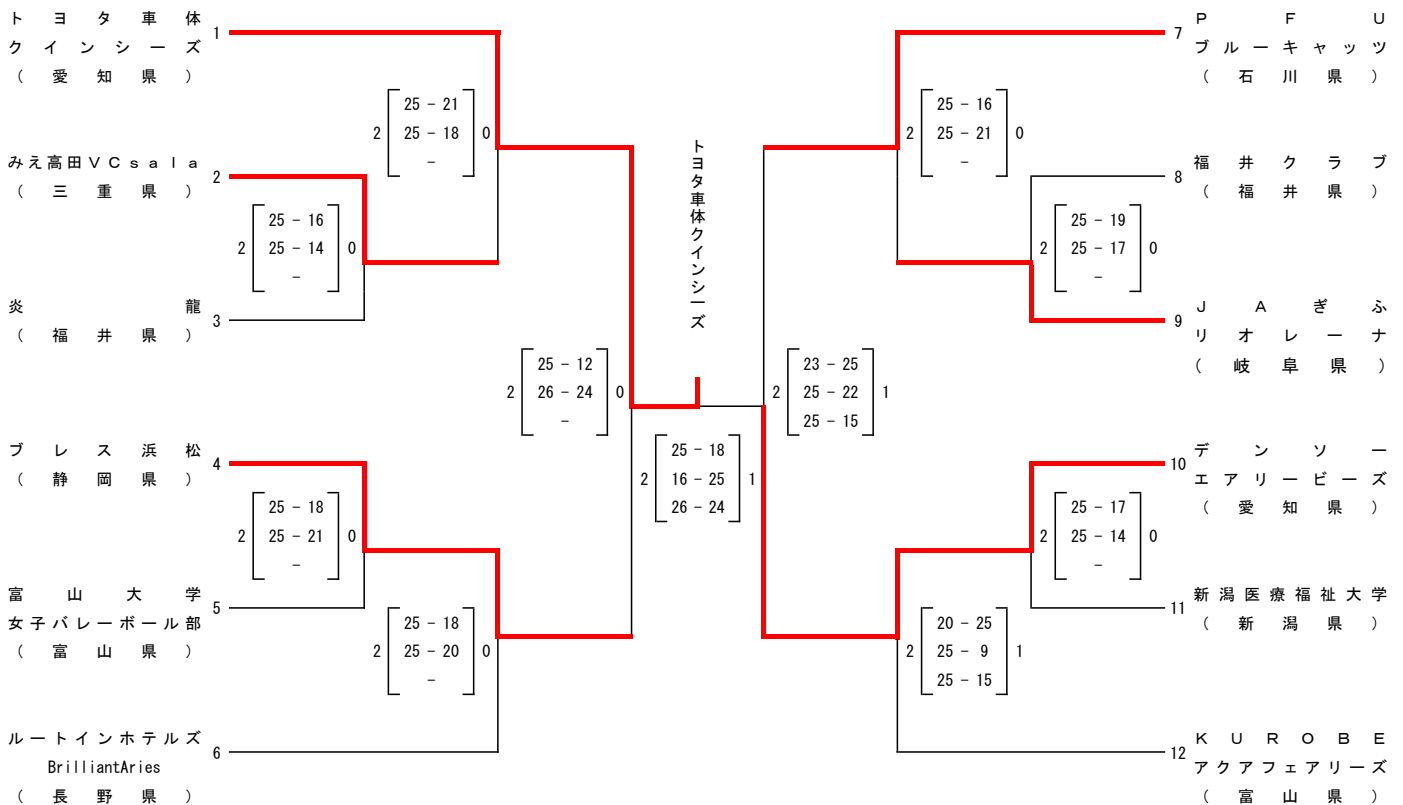 トヨタ車体
クインシーズ
(愛知県)
1
みえ高田VCsala
(三重県)
2
炎龍
(福井県)
3
ブレス浜松
(静岡県)
4
富山大学
女子バレーボール部
(富山県)
5
ルートインホテルズ
BrilliantAries
(長野県)
6
2
25 - 21
25 - 18
-
0
2
25 - 16
25 - 14
-
0
2
25 - 12
26 - 24
-
0
2
25 - 18
25 - 21
-
0
2
25 - 18
25 - 20
-
0
トヨタ車体クインシーズ
2
25 - 18
16 - 25
26 - 24
1
2
25 - 16
25 - 21
-
0
2
25 - 19
25 - 17
-
0
2
23 - 25
25 - 22
25 - 15
1
2
25 - 17
25 - 14
-
0
2
20 - 25
25 - 9
25 - 15
1
7
PFU
ブルーキャッツ
(石川県)
8
福井クラブ
(福井県)
9
JAぎふ
リオレーナ
(岐阜県)
10
デンソー
エアリービーズ
(愛知県)
11
新潟医療福祉大学
(新潟県)
12
KUROBE
アクアフェアリーズ
(富山県)